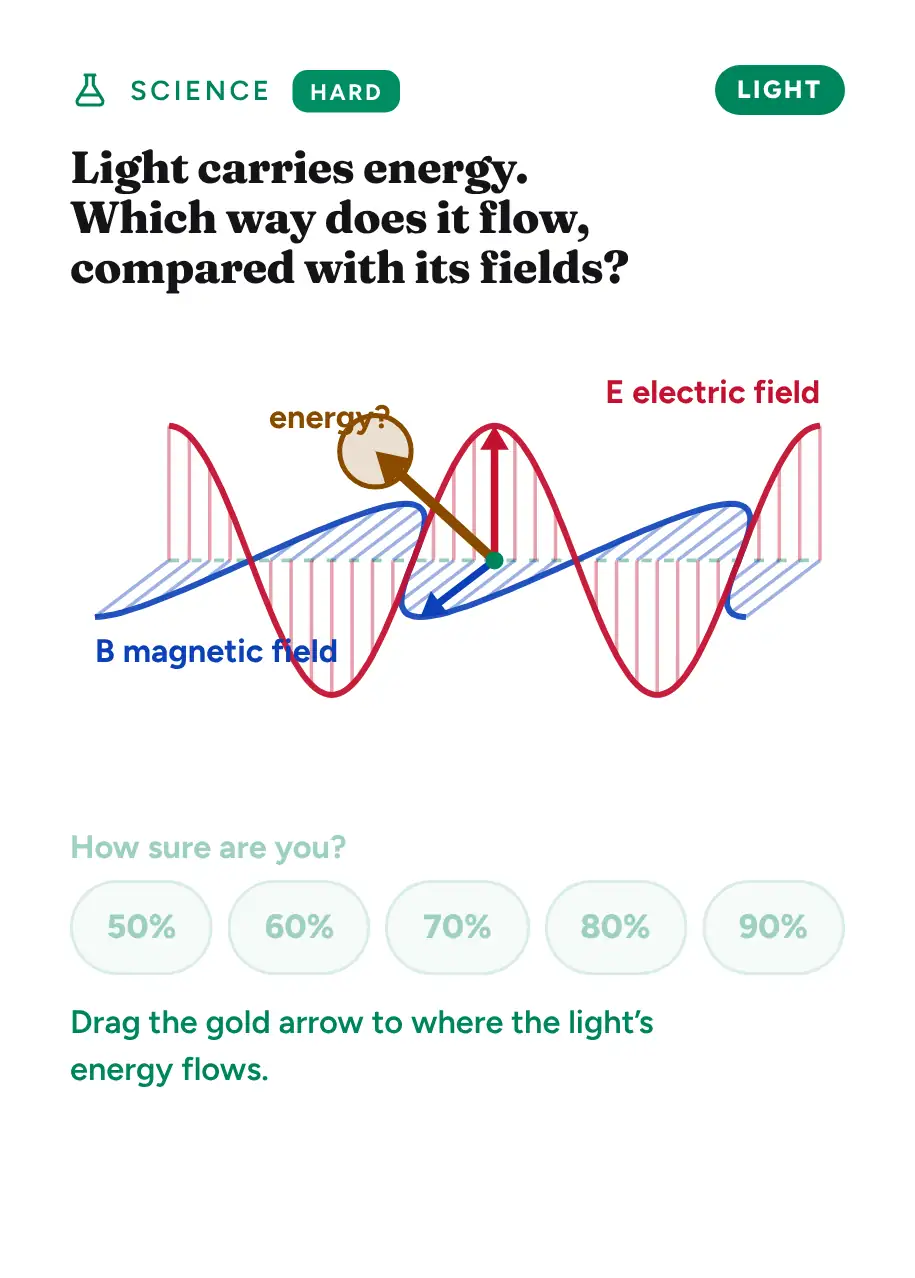 SCIENCE HARD LIGHT
Light carries energy.
Which way does it flow,
compared with its fields?
E electric field
energy?
B magnetic field
How sure are you?
50% 60% 70% 80% 90%
Drag the gold arrow to where the light’s
energy flows.